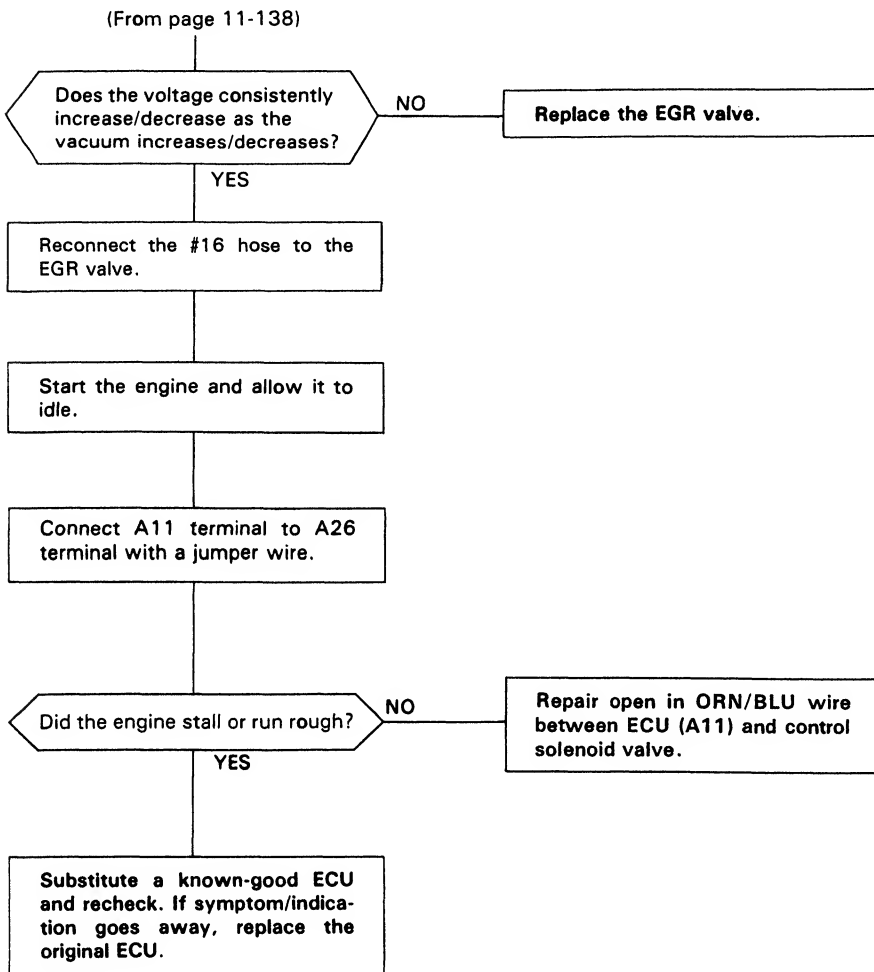 (From page 11-138)
Does the voltage consistently
increase/decrease as the
vacuum increases/decreases?
NO
Replace the EGR valve.
YES
Reconnect the #16 hose to the
EGR valve.
Start the engine and allow it to
idle.
Connect A11 terminal to A26
terminal with a jumper wire.
Did the engine stall or run rough?
NO
Repair open in ORN/BLU wire
between ECU (A11) and control
solenoid valve.
YES
Substitute a known-good ECU
and recheck. If symptom/indica-
tion goes away, replace the
original ECU.